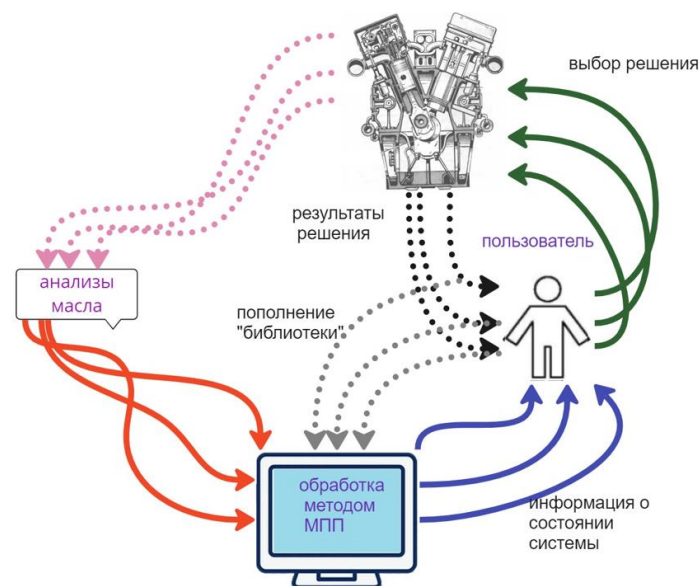 выбор решения
результаты
решения
пользователь
анализы
масла
пополнение
"библиотеки"
обработка
методом
МПП
информация о
состоянии
системы